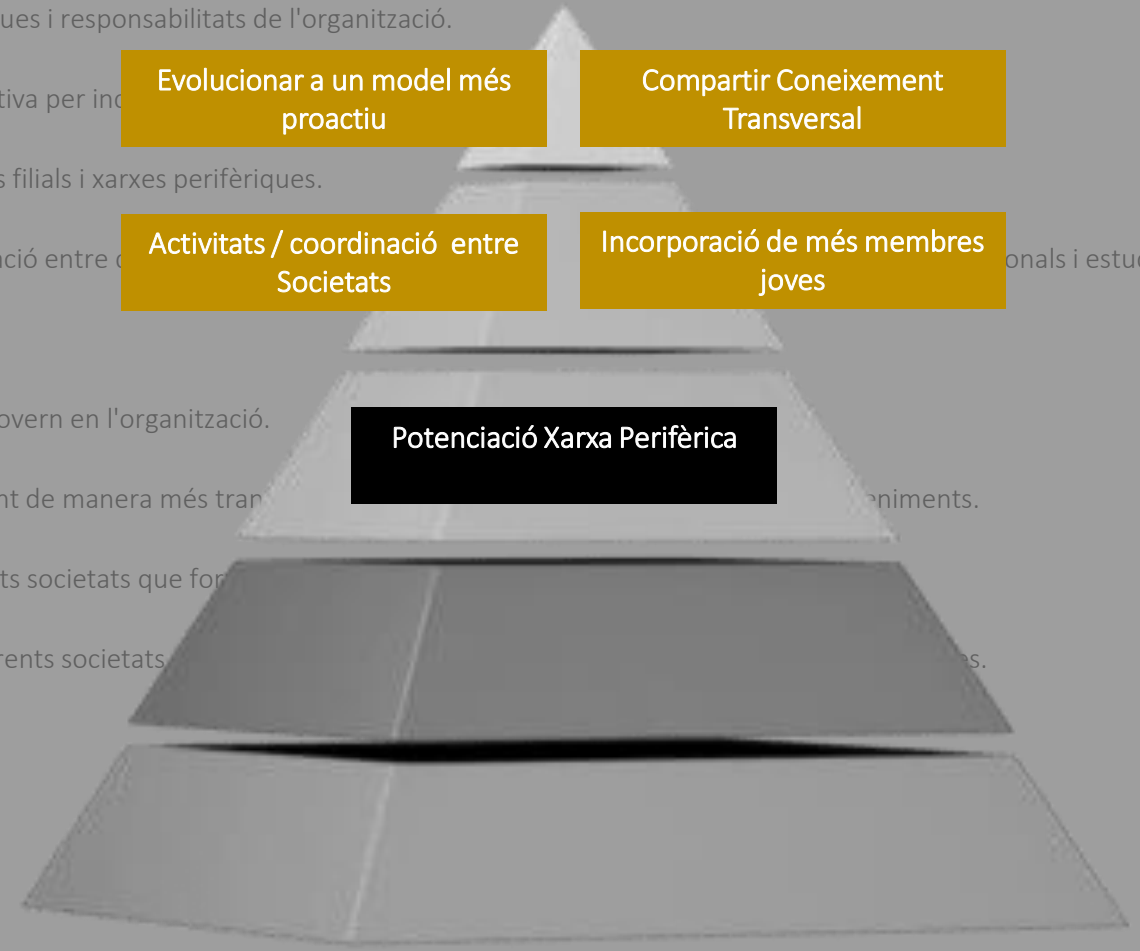 ues i responsabilitats de l'organització.
Evolucionar a un model més
proactiu
Compartir Coneixement
Transversal
tiva per inc
s filials i xarxes perifèriques.
Activitats / coordinació entre
Societats
Incorporació de més membres
joves
ació entre
onals i estu
overn en l'organització.
Potenciació Xarxa Perifèrica
nt de manera més tran
eniments.
ts societats que for
rents societats
s.